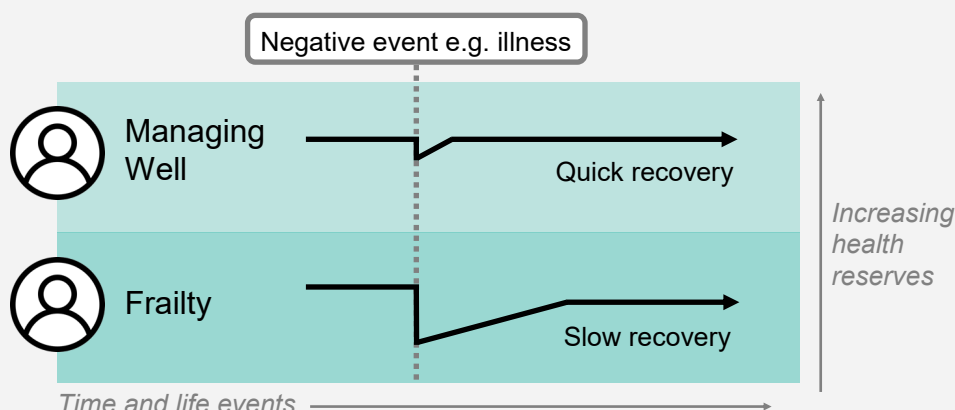 Negative event e.g. illness
Managing
Well
Quick recovery
Increasing
health
reserves
Frailty
Slow recovery
Time and life events